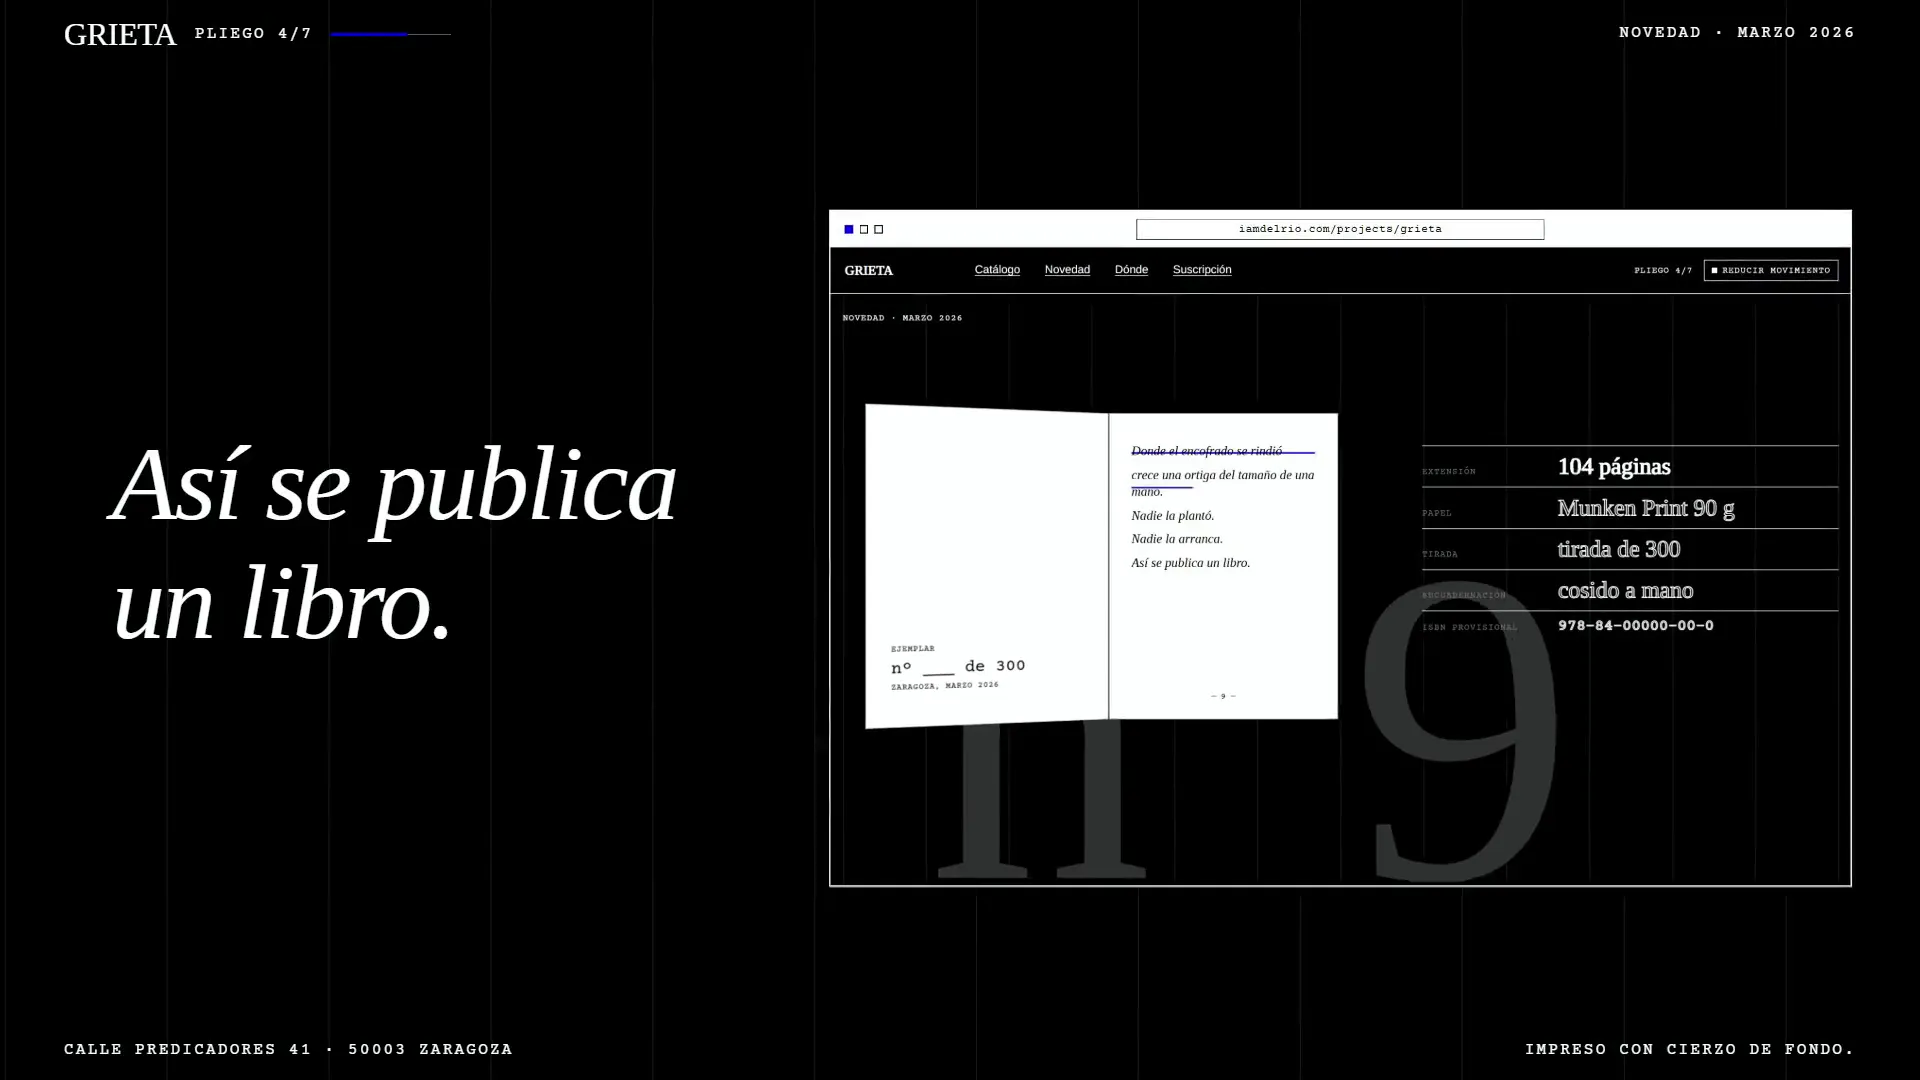 GRIETA PLIEGO 4/7
NOVEDAD · MARZO 2026
Así se publica
un libro.
iamdelrio.com/projects/grieta
GRIETA Catálogo Novedad Dónde Suscripción PLIEGO 4/7 REDUCIR MOVIMIENTO
NOVEDAD · MARZO 2026
EJEMPLAR
nº ___ de 300
ZARAGOZA, MARZO 2026
Donde el encofrado se rindió
crece una ortiga del tamaño de una
mano.
Nadie la plantó.
Nadie la arranca.
Así se publica un libro.
— 9 —
EXTENSIÓN 104 páginas
PAPEL Munken Print 90 g
TIRADA tirada de 300
ENCUADERNACIÓN cosido a mano
ISBN PROVISIONAL 978-84-00000-00-0
n 9
CALLE PREDICADORES 41 · 50003 ZARAGOZA
IMPRESO CON CIERZO DE FONDO.